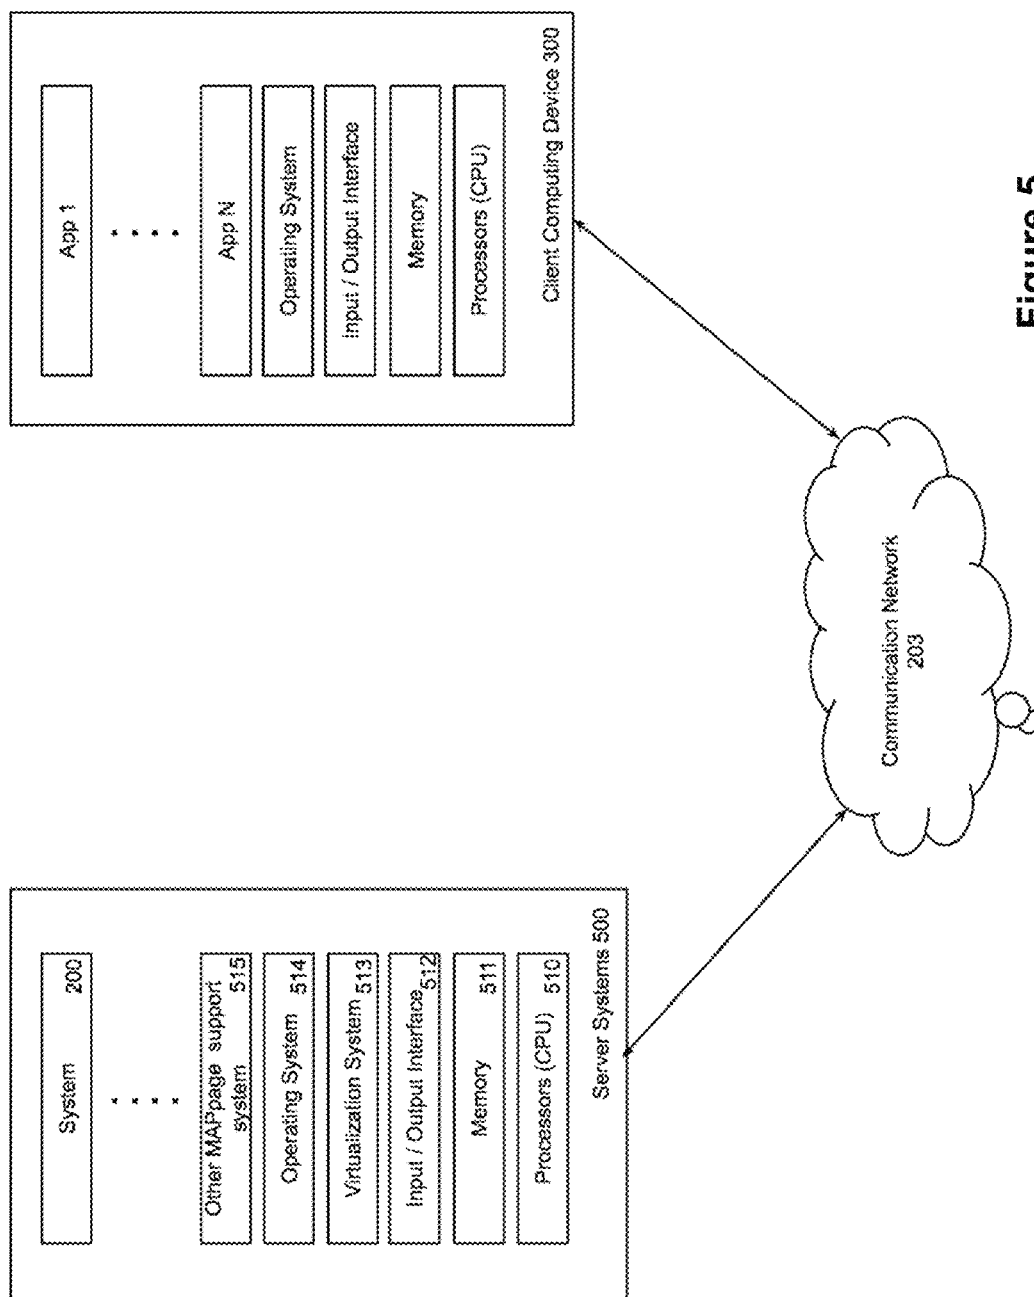 System 200
Other MAPpage support
system 515
Operating System 514
Virtualization System 513
Input / Output Interface 512
Memory 511
Processors (CPU) 510
Server Systems 500
App 1
App N
Operating System
Input / Output Interface
Memory
Processors (CPU)
Client Computing Device 300
Communication Network
203
Figure 5